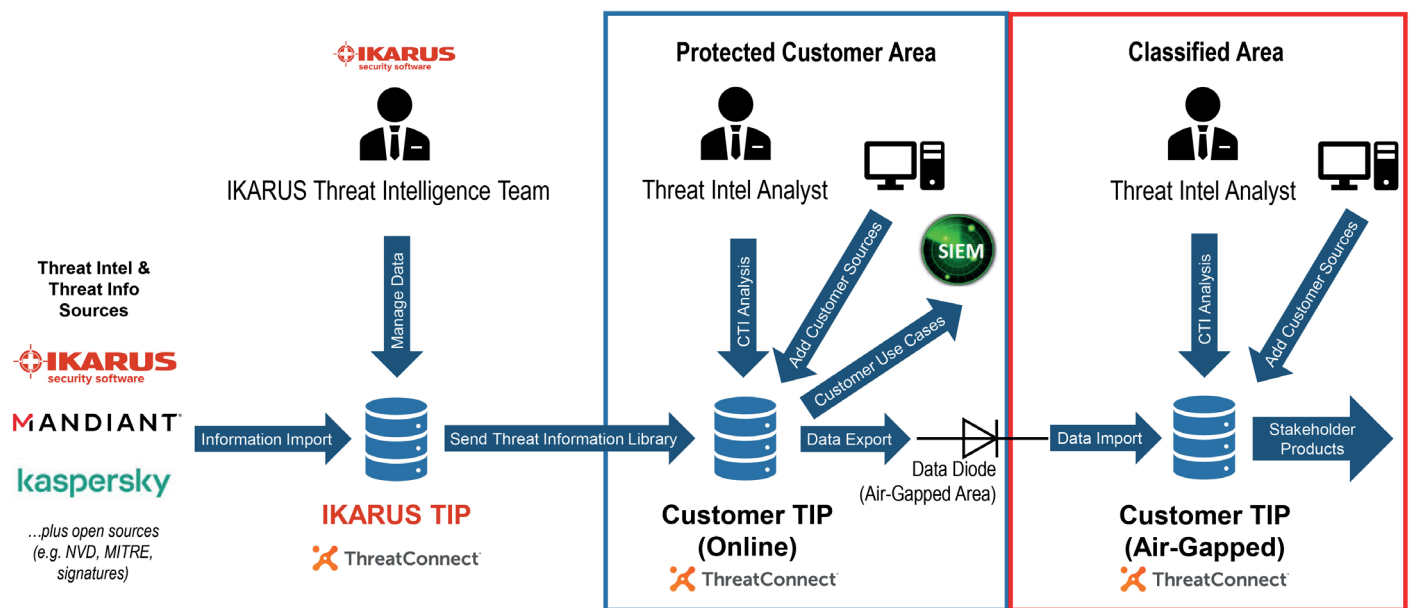 IKARUS
security software
IKARUS Threat Intelligence Team
Manage Data
Threat Intel &
Threat Info
Sources
IKARUS
security software
MANDIANT
kaspersky
...plus open sources
(e.g. NVD, MITRE,
signatures)
Information Import
IKARUS TIP
ThreatConnect
Send Threat Information Library
Protected Customer Area
Threat Intel Analyst
CTI Analysis
Add Customer Sources
SIEM
Customer Use Cases
Data Export
Data Diode
(Air-Gapped Area)
Customer TIP
(Online)
ThreatConnect
Classified Area
Threat Intel Analyst
CTI Analysis
Add Customer Sources
Data Import
Stakeholder
Products
Customer TIP
(Air-Gapped)
ThreatConnect